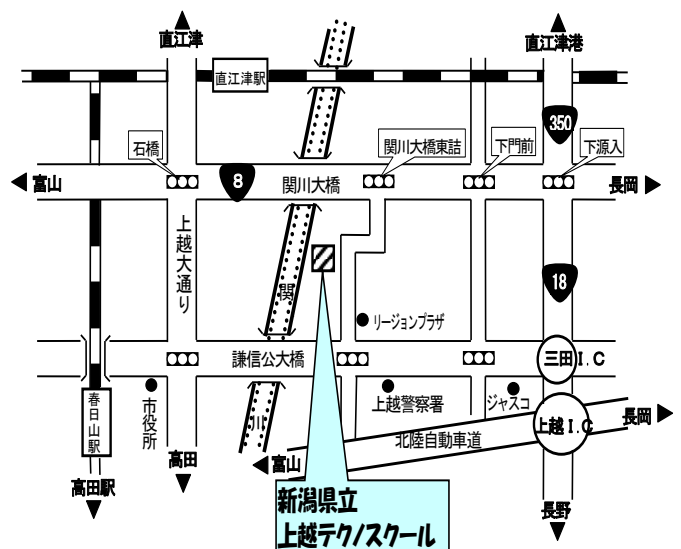 直江津
直江津港
直江津駅
350
石橋
関川大橋東詰
下門前
下源入
富山
8
関川大橋
長岡
上越大通り
18
関
リージョンプラザ
謙信公大橋
三田I.C
春日山駅
市役所
上越警察署
ジャスコ
川
長岡
上越I.C
北陸自動車道
高田
富山
高田駅
長野
新潟県立
上越テクノスクール